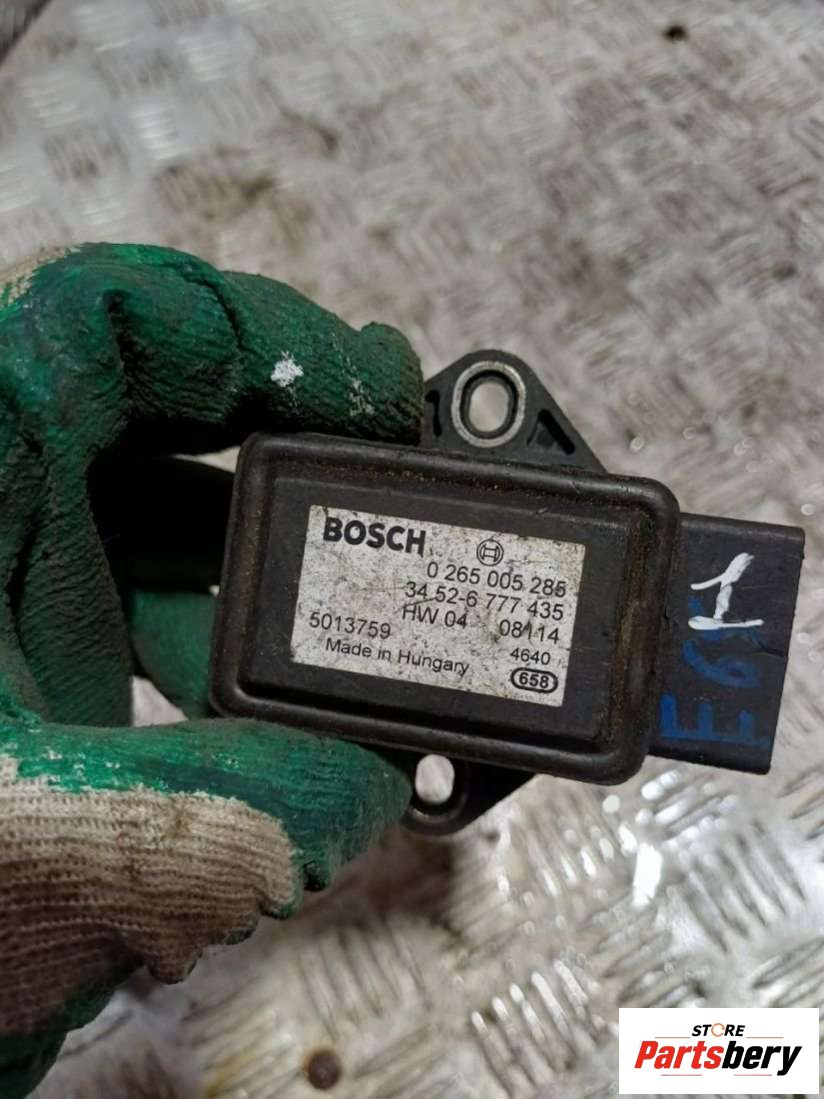 BOSCH
0 265 005 285
34.52-6 777 435
HW 04 08114
5013759 4640
Made in Hungary 658
1
STORE
Partsbery